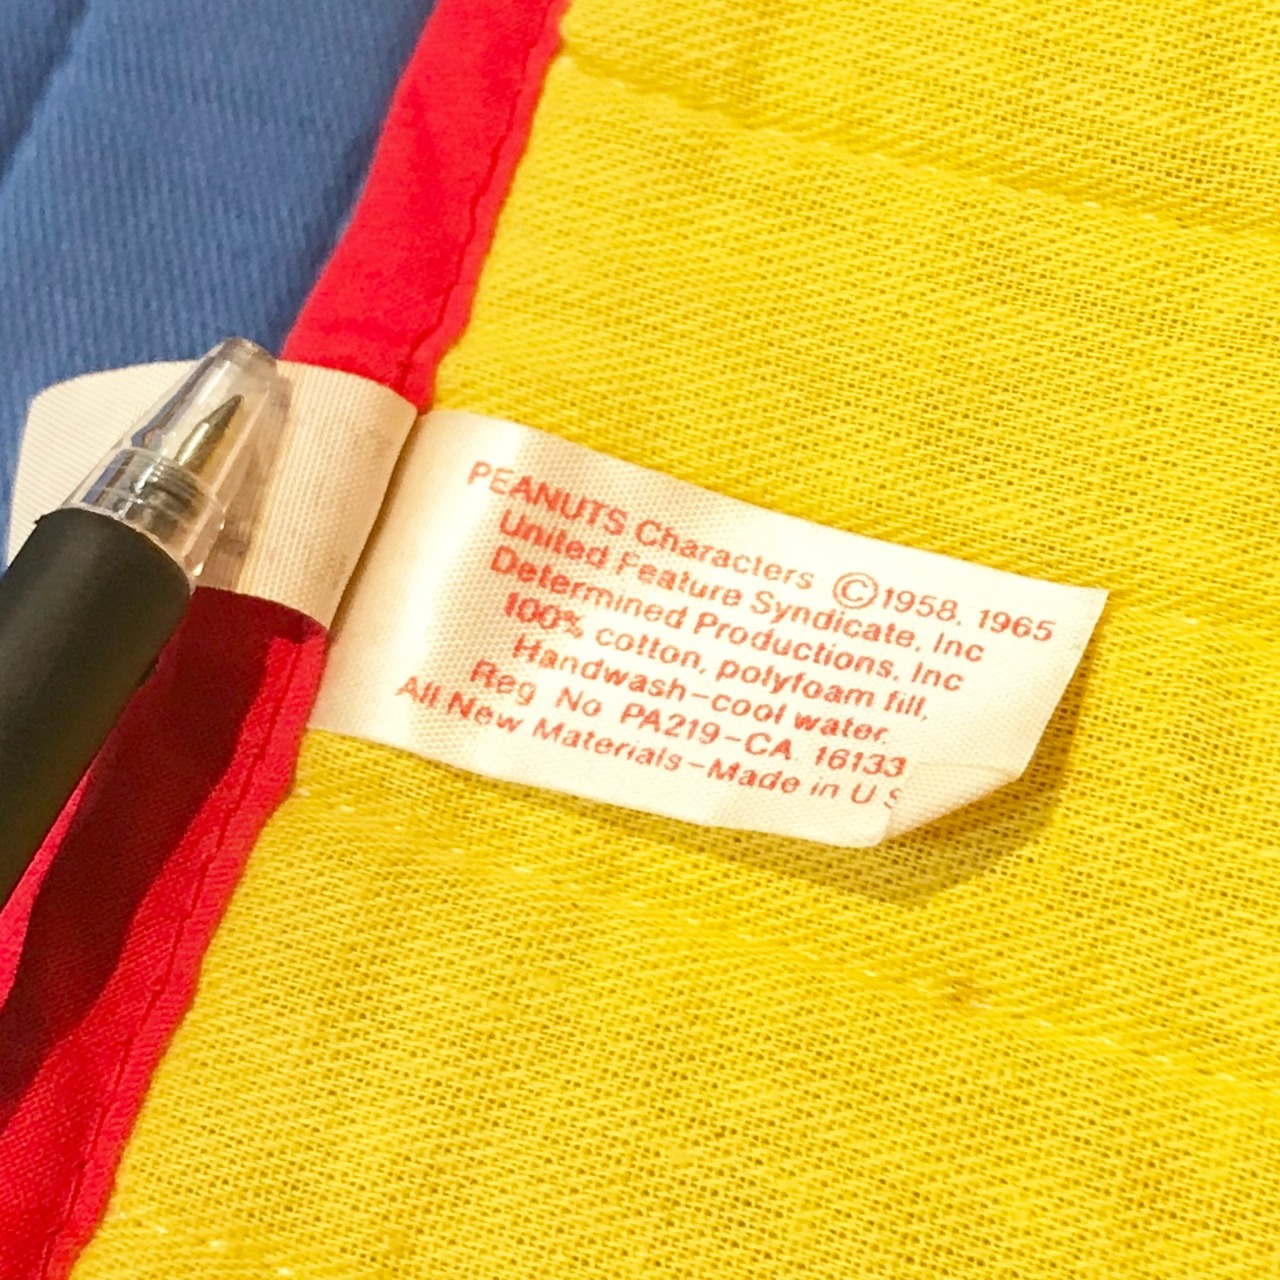 PEANUTS Characters ©1958, 1965
United Feature Syndicate, Inc
Determined Productions, Inc
100% cotton, polyfoam fill,
Handwash-cool water.
Reg No PA219-CA. 16133
All New Materials-Made in U S